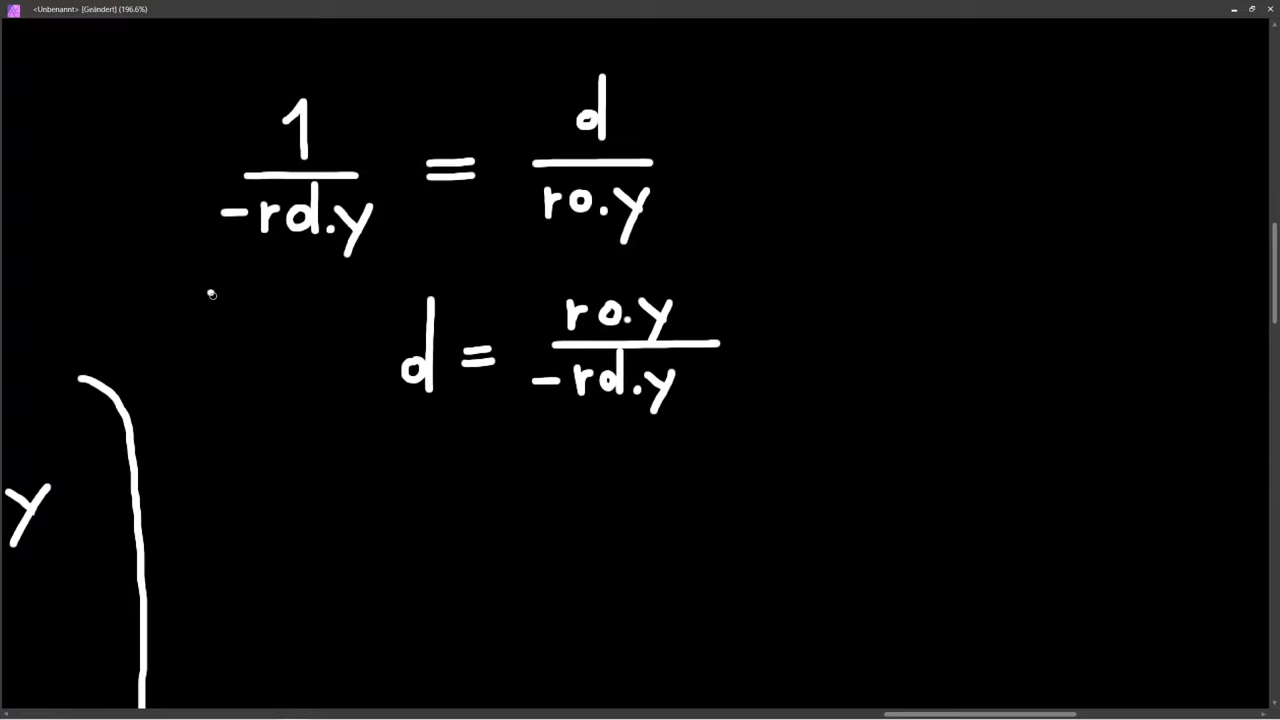 <Unbenannt> [Geändert] (196.6%)
1 / -rd.y = d / ro.y
d = ro.y / -rd.y
y